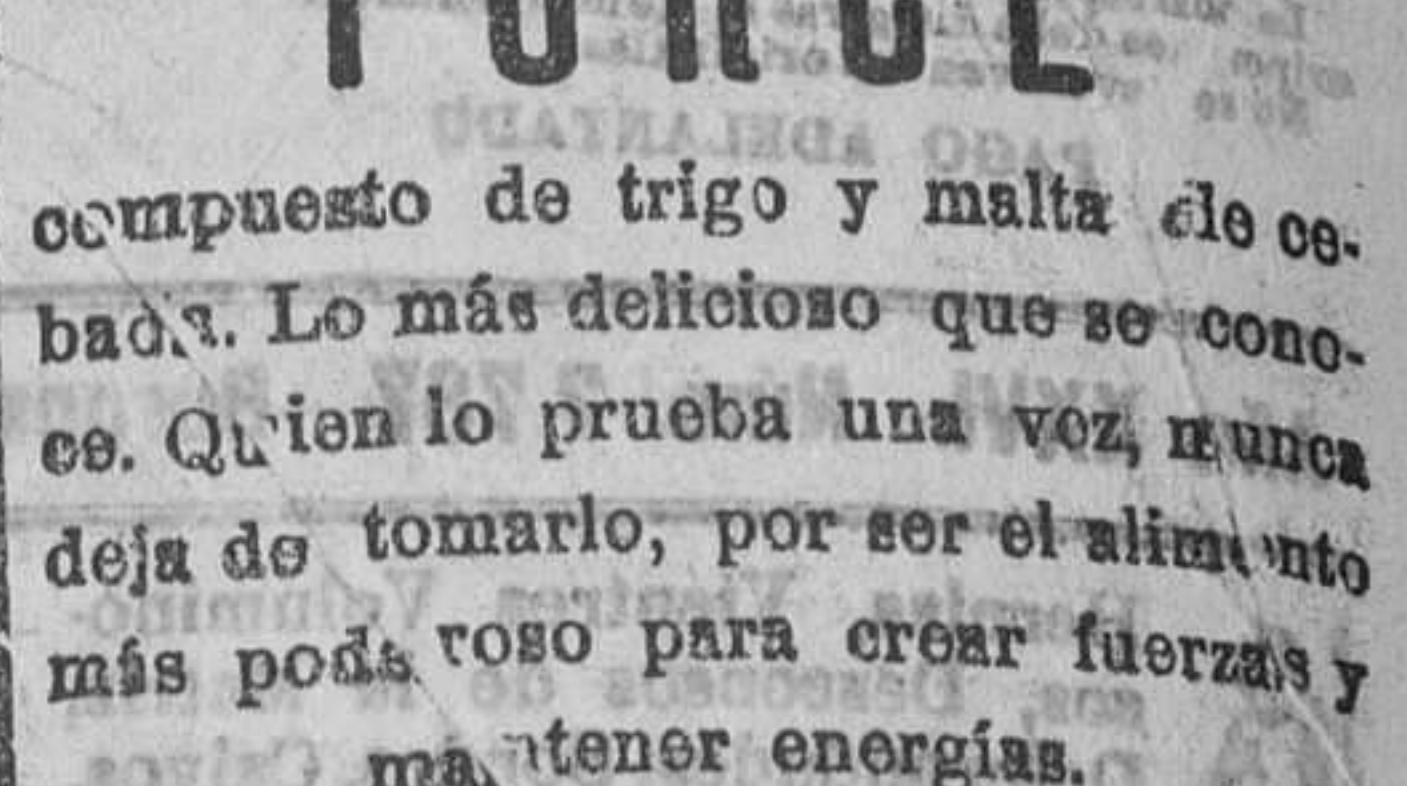 compuesto de trigo y malta de ce-
bada. Lo más delicioso que se cono-
ce. Quien lo prueba una vez, nunca
deja de tomarlo, por ser el alimento
más poderoso para crear fuerzas y
mantener energías.